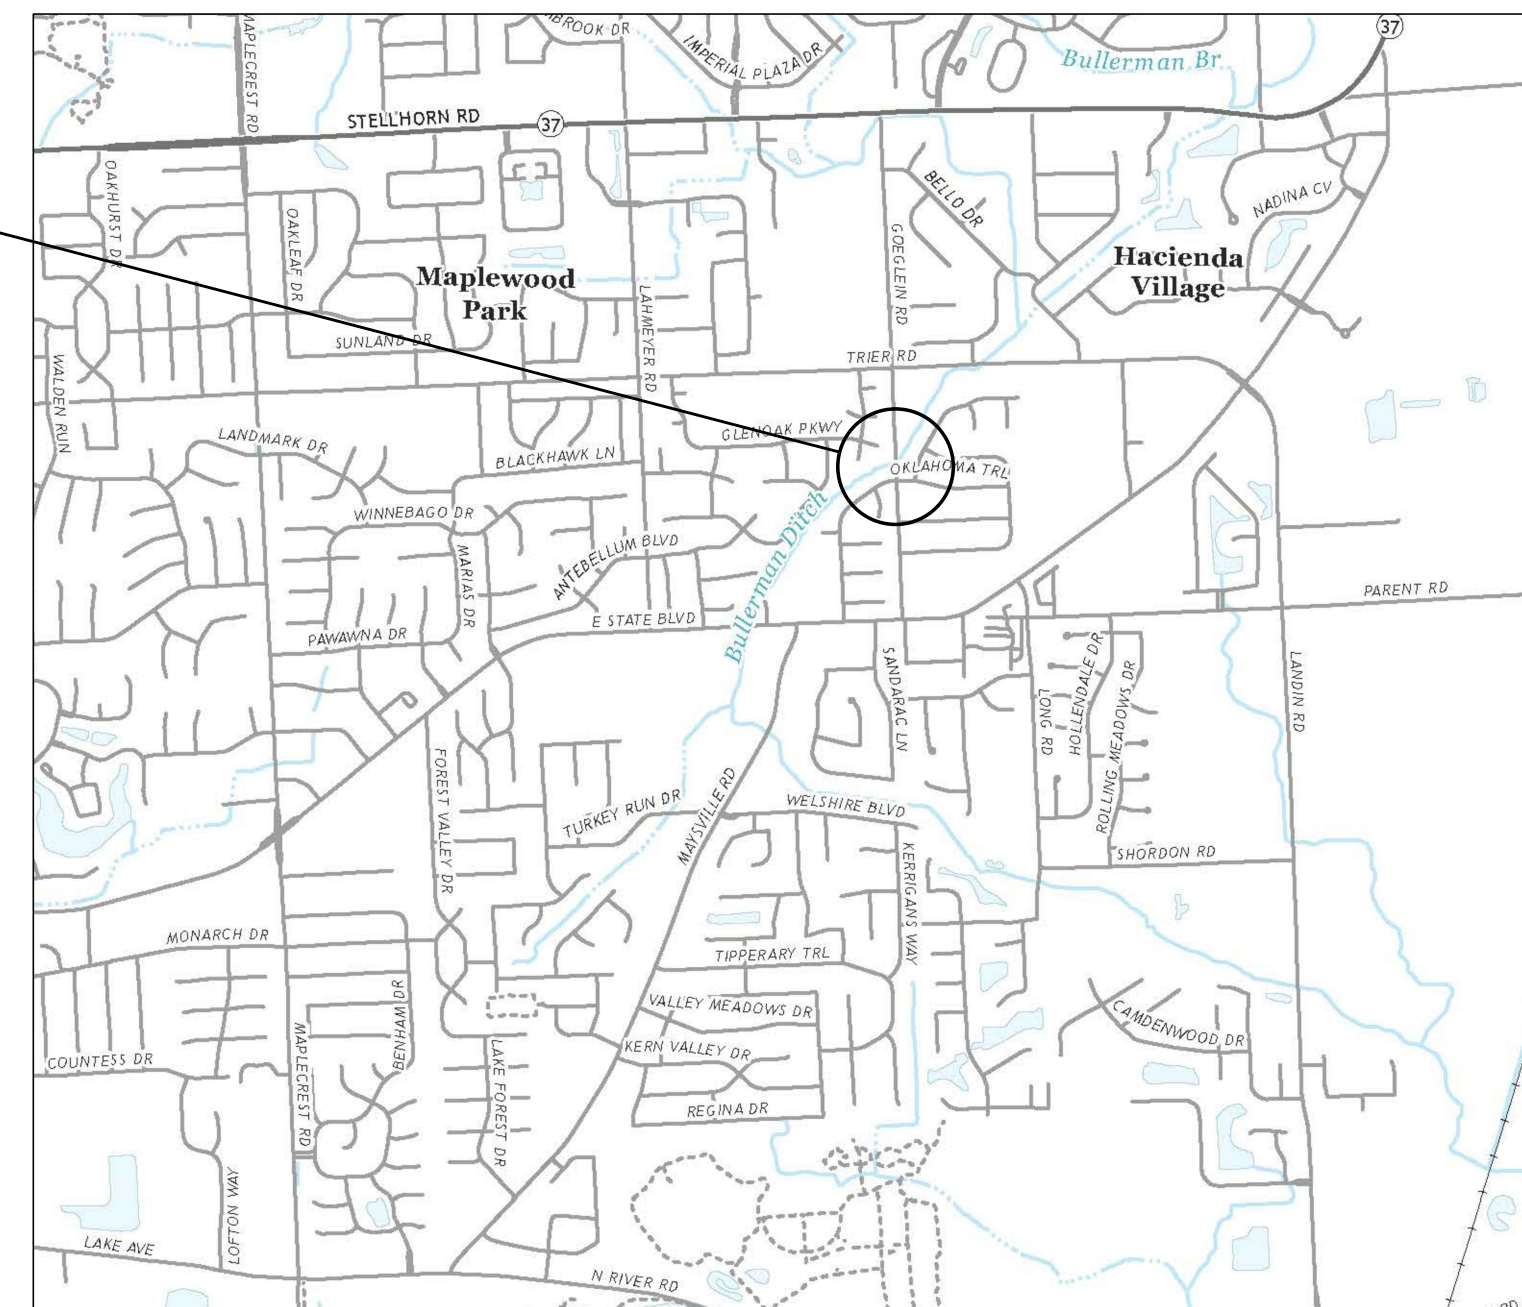 IMPERIAL PLAZA DR
37
Bullerman Br
MAPLECREST RD
STELLHORN RD
37
OAKHURST DR
BELLO DR
NADINA CV
OAKLEAF DR
GOEGLEIN RD
Hacienda
Village
Maplewood
Park
LAHMEYER RD
SUNLAND DR
TRIER RD
WALDEN RUN
LANDMARK DR
GLENOAK PKWY
BLACKHAWK LN
OKLAHOMA TRL
WINNEBAGO DR
Bullerman Ditch
ANTEBELLUM BLVD
MARIAS DR
PARENT RD
E STATE BLVD
PAWAWNA DR
SANDARAC LN
HOLLENDALE DR
LONG RD
ROLLING MEADOWS DR
LANDIN RD
FOREST VALLEY DR
TURKEY RUN DR
MAYSVILLE RD
WELSHIRE BLVD
KERRIGANS WAY
SHORDON RD
MONARCH DR
TIPPERARY TRL
BENHAM DR
VALLEY MEADOWS DR
CAMDENWOOD DR
MAPLECREST RD
KERN VALLEY DR
COUNTESS DR
LAKE FOREST DR
REGINA DR
LOFTON WAY
LAKE AVE
N RIVER RD